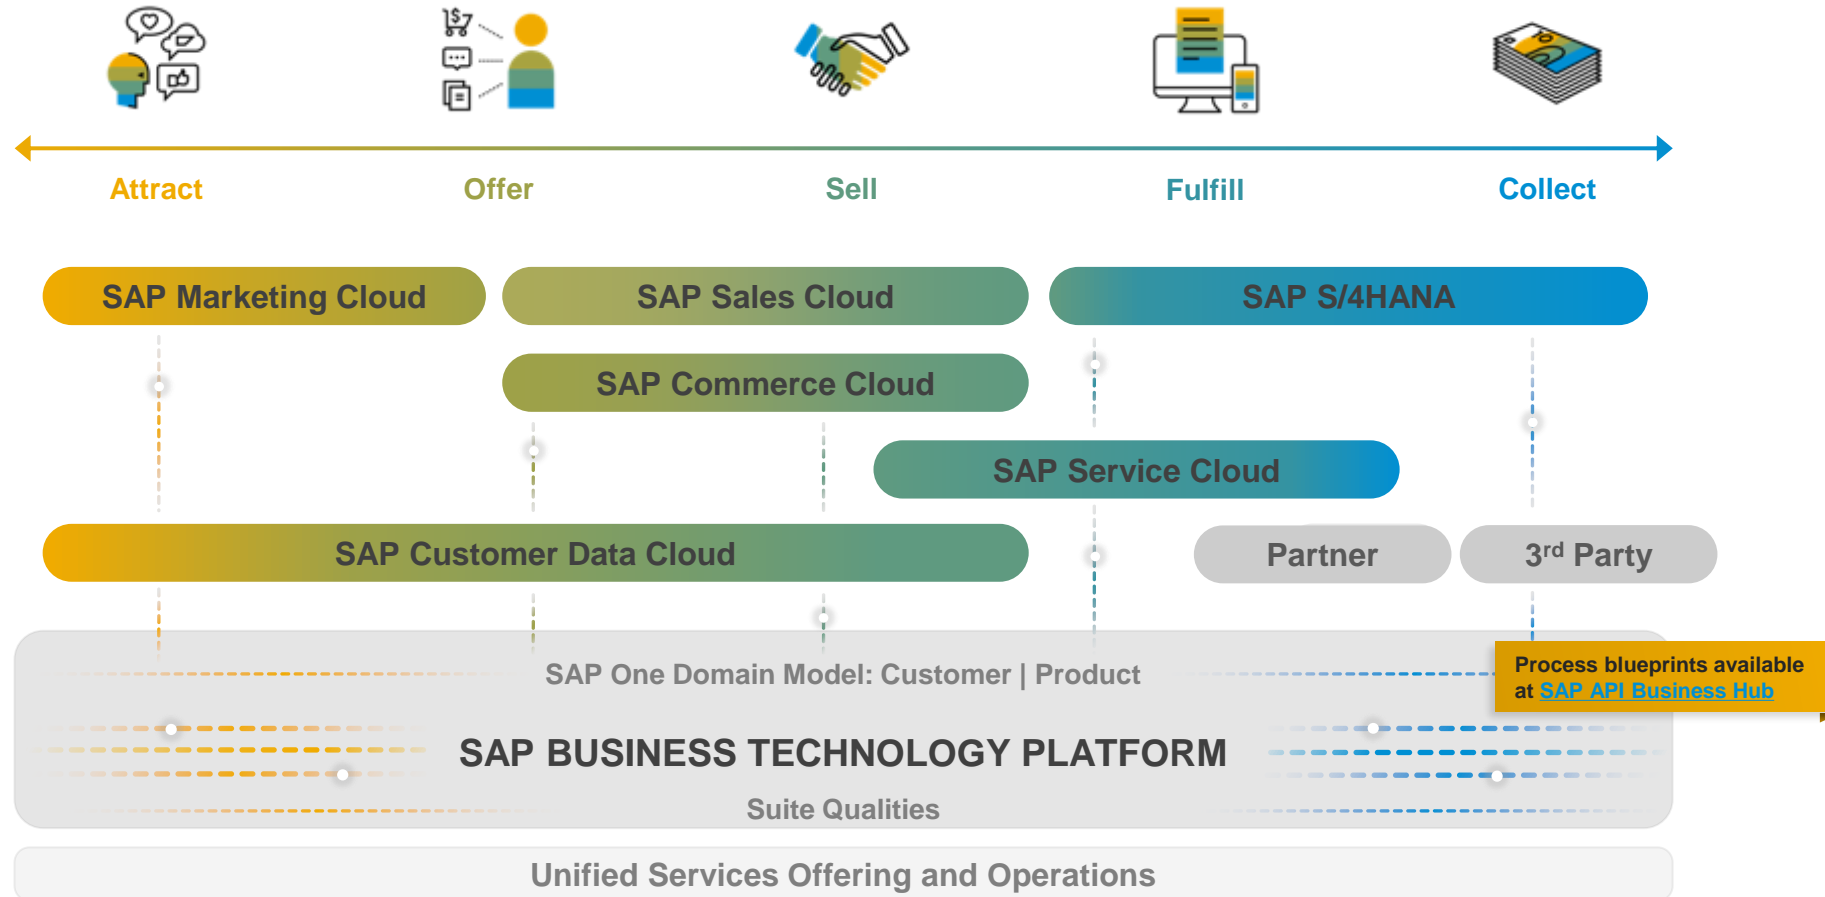 Attract
Offer
Sell
Fulfill
Collect
SAP Marketing Cloud
SAP Sales Cloud
SAP S/4HANA
SAP Commerce Cloud
SAP Service Cloud
SAP Customer Data Cloud
Partner
3rd Party
SAP One Domain Model: Customer | Product
Process blueprints available
at SAP API Business Hub
SAP BUSINESS TECHNOLOGY PLATFORM
Suite Qualities
Unified Services Offering and Operations